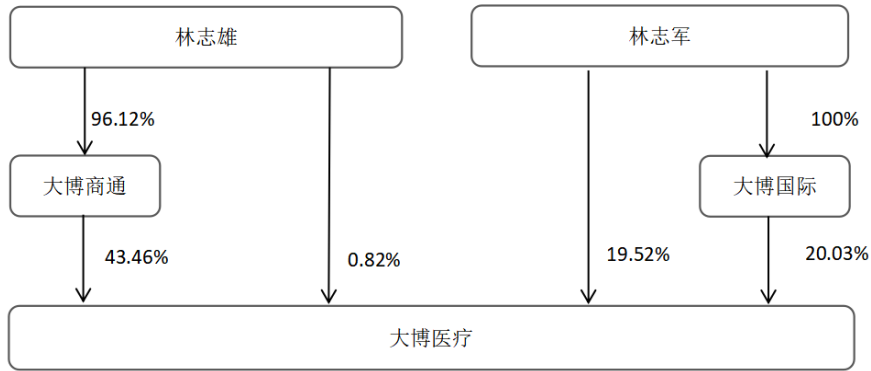 林志雄
林志军
96.12%
100%
大博商通
大博国际
43.46%
0.82%
19.52%
20.03%
大博医疗